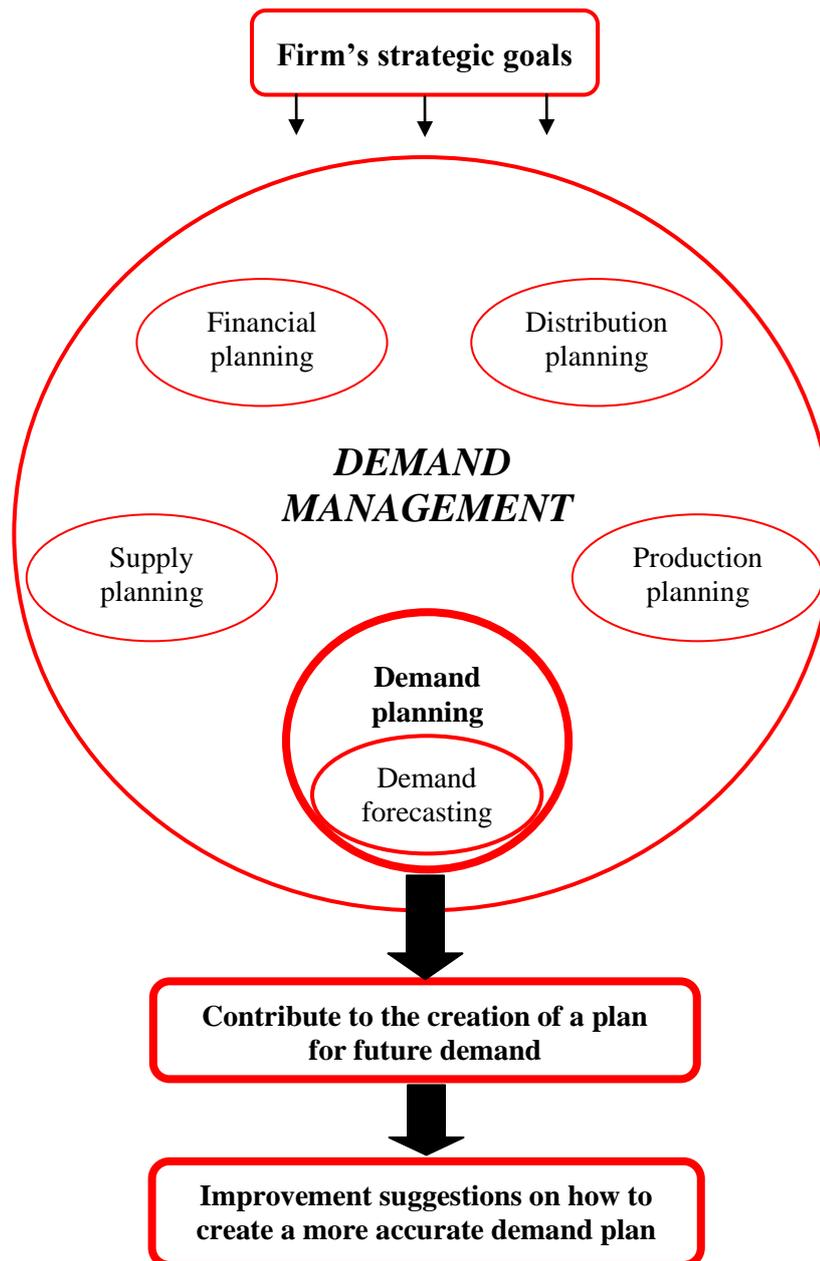 Firm’s strategic goals
Financial
planning
Distribution
planning
DEMAND
MANAGEMENT
Supply
planning
Production
planning
Demand
planning
Demand
forecasting
Contribute to the creation of a plan
for future demand
Improvement suggestions on how to
create a more accurate demand plan